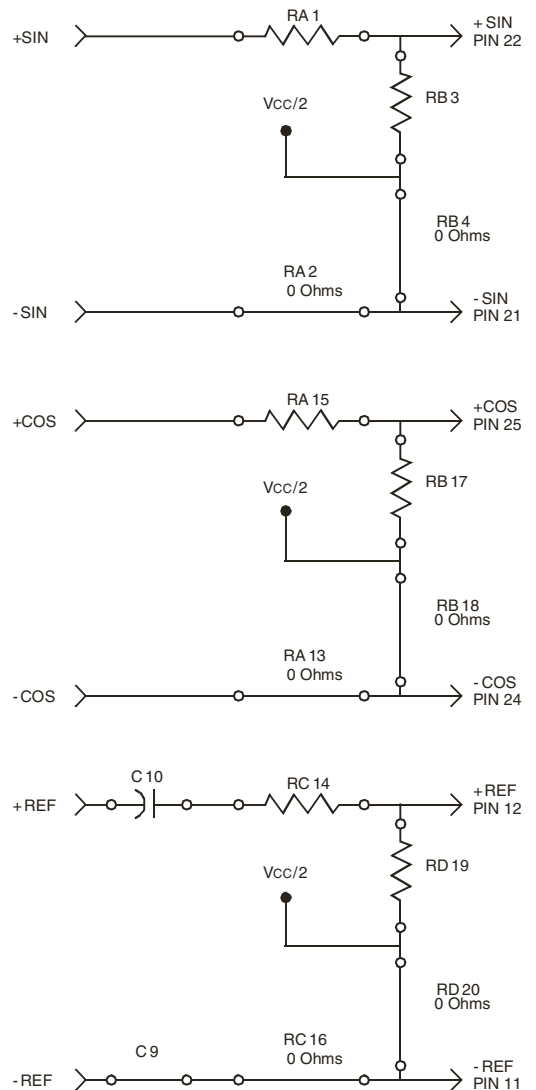 RA 1
+SIN
+ SIN
PIN 22
RB 3
VCC/2
RB 4
0 Ohms
RA 2
0 Ohms
- SIN
- SIN
PIN 21
RA 15
+COS
+COS
PIN 25
RB 17
VCC/2
RB 18
0 Ohms
RA 13
0 Ohms
- COS
- COS
PIN 24
C 10
RC 14
+ REF
+ REF
PIN 12
RD 19
VCC/2
RD 20
0 Ohms
C 9
RC 16
0 Ohms
- REF
- REF
PIN 11